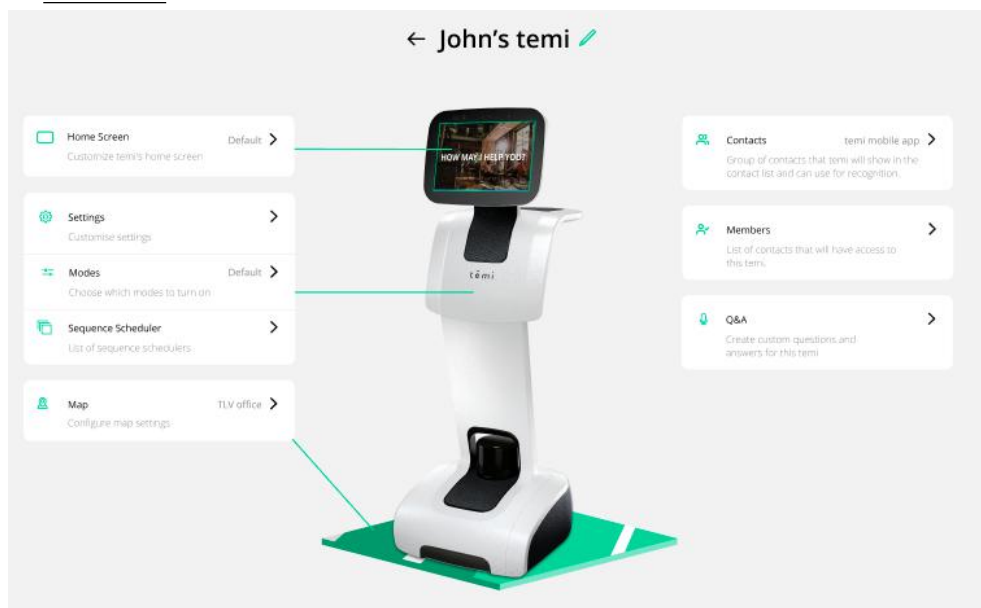 ← John's temi
Home Screen
Default >
Customize temi's home screen
HOW MAY I HELP YOU?
Settings
>
Customise settings
Modes
Default >
Choose which modes to turn on
Sequence Scheduler
>
List of sequence schedulers
Map
TLV office >
Configure map settings
temi
Contacts
temi mobile app >
Group of contacts that temi will show in the
contact list and can use for recognition.
Members
>
List of contacts that will have access to
this temi.
Q&A
>
Create custom questions and
answers for this temi